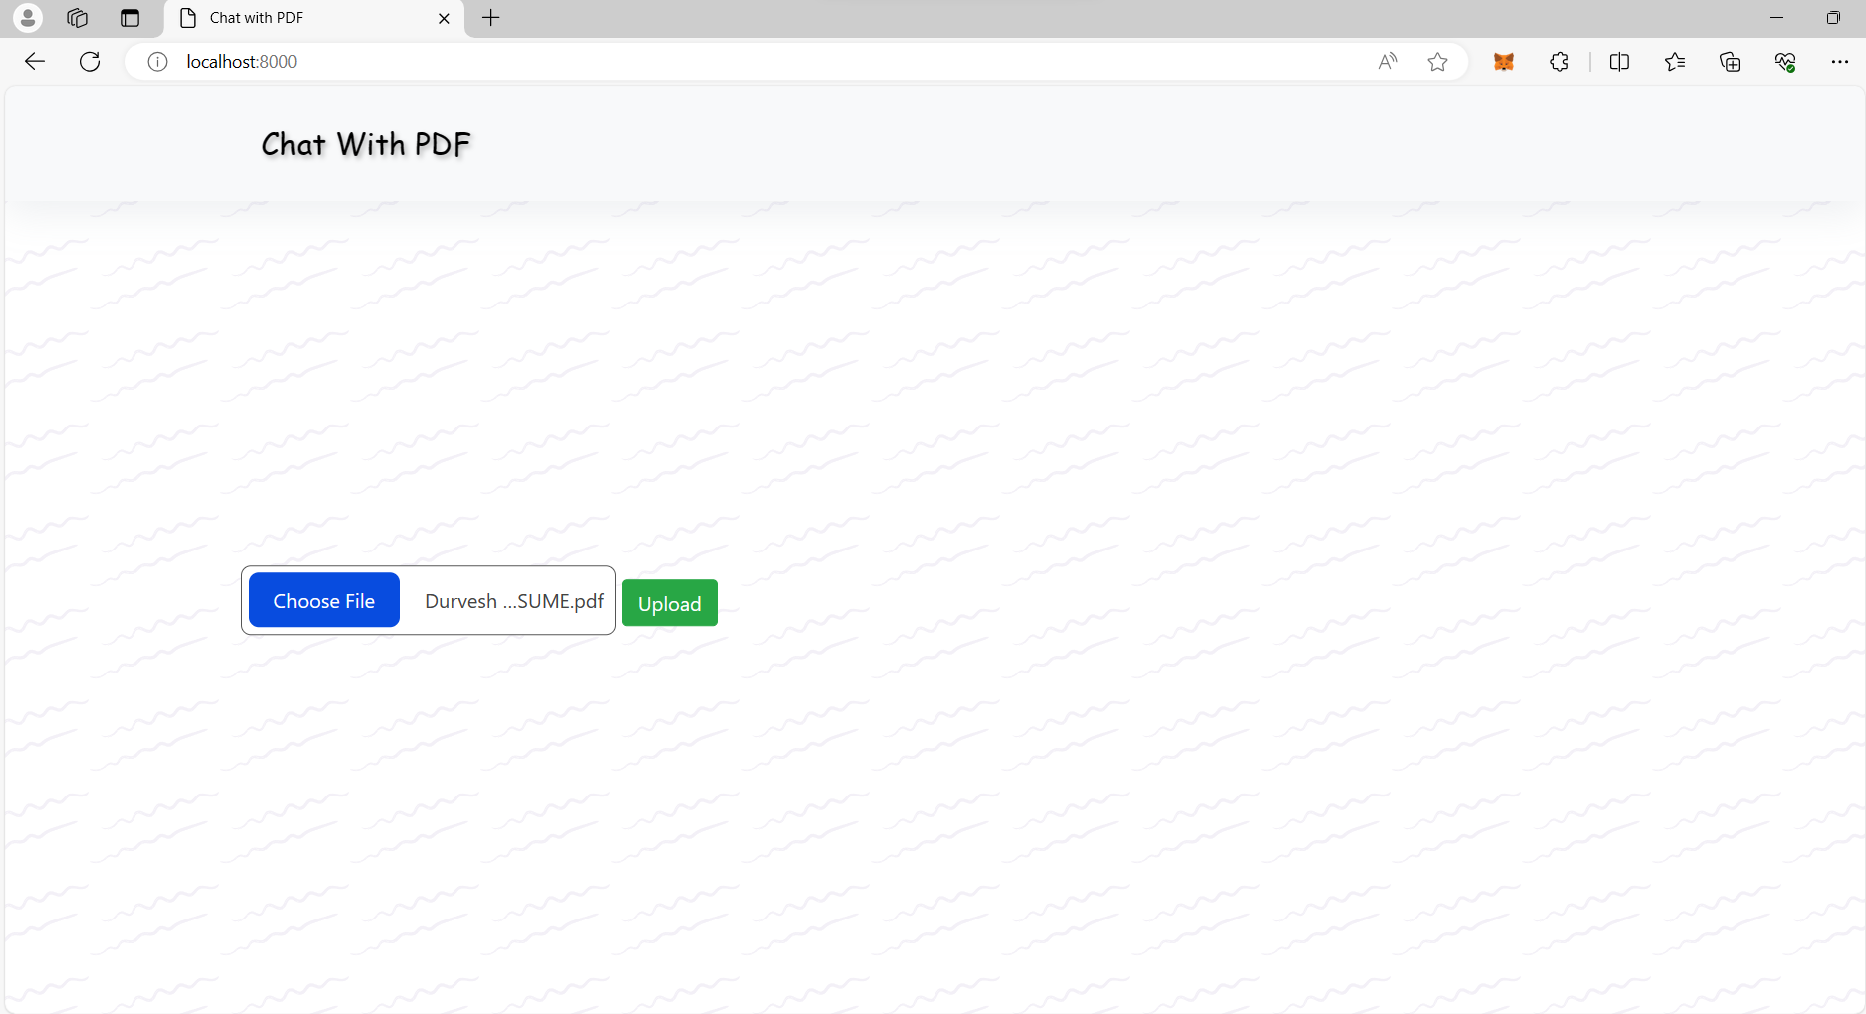 Chat with PDF
localhost:8000
Chat With PDF
Choose File Durvesh ...SUME.pdf Upload